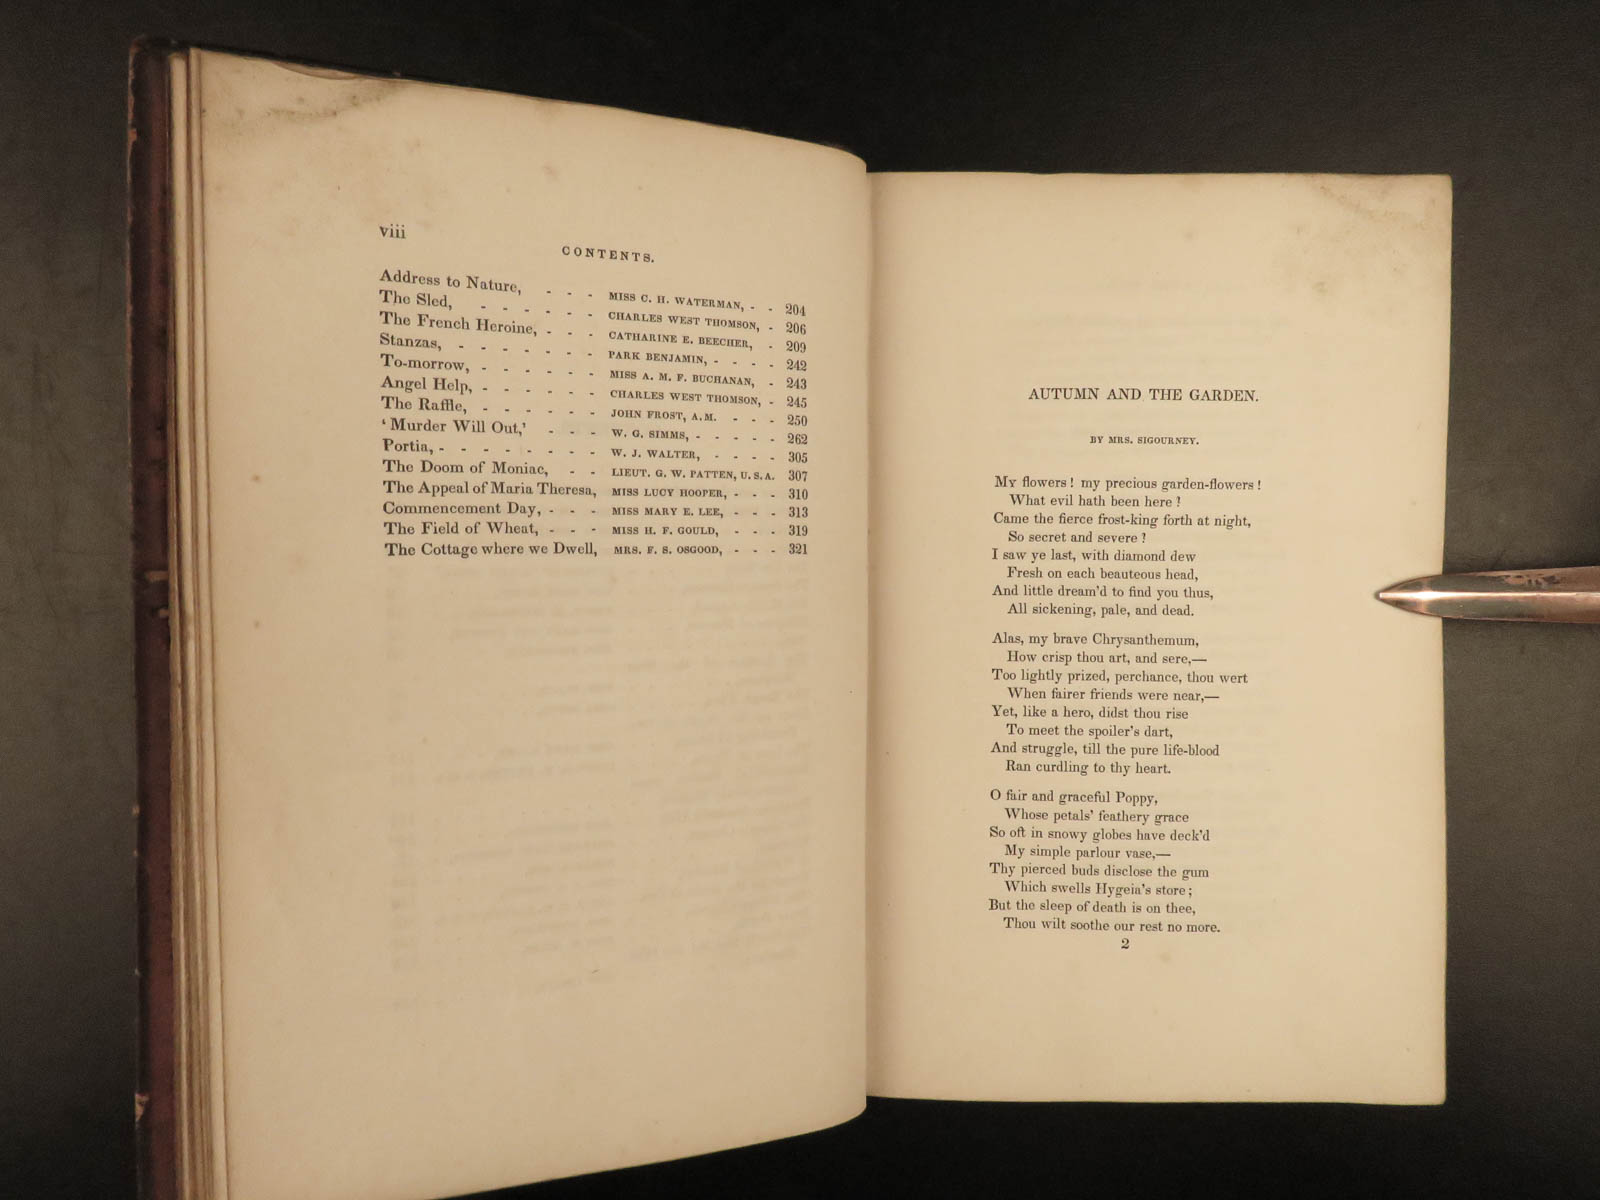 viii
CONTENTS.
Address to Nature, - - - MISS C. H. WATERMAN, - - 204
The Sled, - - - - - - CHARLES WEST THOMSON, - 206
The French Heroine, - - - CATHARINE E. BEECHER, - 209
Stanzas, - - - - - - - PARK BENJAMIN, - - - - 242
To-morrow, - - - - - - MISS A. M. F. BUCHANAN, - 243
Angel Help, - - - - - - CHARLES WEST THOMSON, - 245
The Raffle, - - - - - - JOHN FROST, A.M. - - - 250
‘Murder Will Out,’ - - - W. G. SIMMS, - - - - - 262
Portia, - - - - - - - - W. J. WALTER, - - - - 305
The Doom of Moniac, - - LIEUT. G. W. PATTEN, U.S.A. 307
The Appeal of Maria Theresa, MISS LUCY HOOPER, - - - 310
Commencement Day, - - - MISS MARY E. LEE, - - - 313
The Field of Wheat, - - - MISS H. F. GOULD, - - - 319
The Cottage where we Dwell, MRS. F. S. OSGOOD, - - - 321
AUTUMN AND THE GARDEN.
BY MRS. SIGOURNEY.
MY flowers! my precious garden-flowers!
What evil hath been here?
Came the fierce frost-king forth at night,
So secret and severe?
I saw ye last, with diamond dew
Fresh on each beauteous head,
And little dream'd to find you thus,
All sickening, pale, and dead.
Alas, my brave Chrysanthemum,
How crisp thou art, and sere,—
Too lightly prized, perchance, thou wert
When fairer friends were near,—
Yet, like a hero, didst thou rise
To meet the spoiler's dart,
And struggle, till the pure life-blood
Ran curdling to thy heart.
O fair and graceful Poppy,
Whose petals' feathery grace
So oft in snowy globes have deck'd
My simple parlour vase,—
Thy pierced buds disclose the gum
Which swells Hygeia's store;
But the sleep of death is on thee,
Thou wilt soothe our rest no more.
2